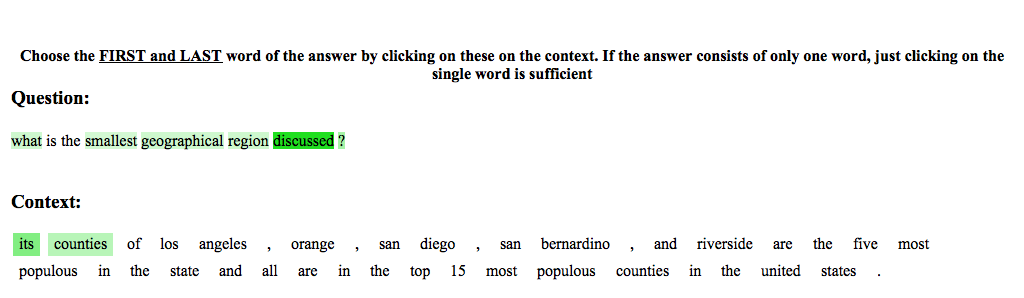 Choose the FIRST and LAST word of the answer by clicking on these on the context. If the answer consists of only one word, just clicking on the
single word is sufficient
Question:
what is the smallest geographical region discussed ?
Context:
its counties of los angeles , orange , san diego , san bernardino , and riverside are the five most
populous in the state and all are in the top 15 most populous counties in the united states .